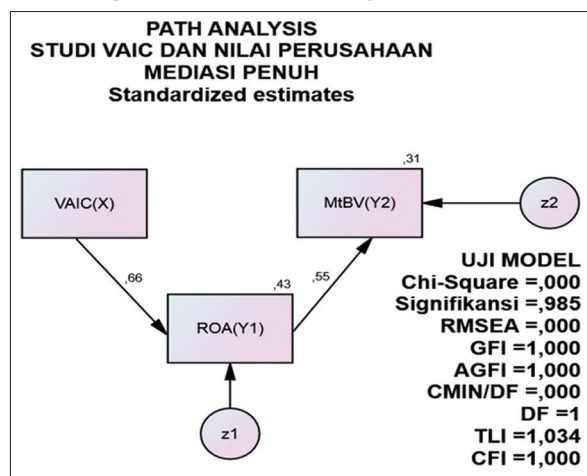 PATH ANALYSIS
STUDI VAIC DAN NILAI PERUSAHAAN
MEDIASI PENUH
Standardized estimates
,31
VAIC(X)
MtBV(Y2)
z2
,66
,43
,55
ROA(Y1)
z1
UJI MODEL
Chi-Square =,000
Signifikansi =,985
RMSEA =,000
GFI =1,000
AGFI =1,000
CMIN/DF =,000
DF =1
TLI =1,034
CFI =1,000